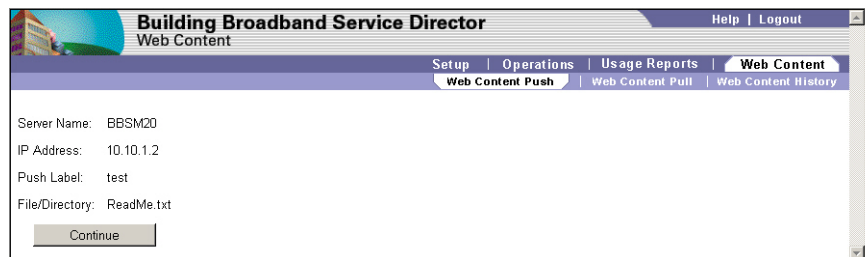 Building Broadband Service Director
Help | Logout
Web Content
Setup | Operations | Usage Reports | Web Content
Web Content Push | Web Content Pull | Web Content History
Server Name: BBSM20
IP Address: 10.10.1.2
Push Label: test
File/Directory: ReadMe.txt
Continue